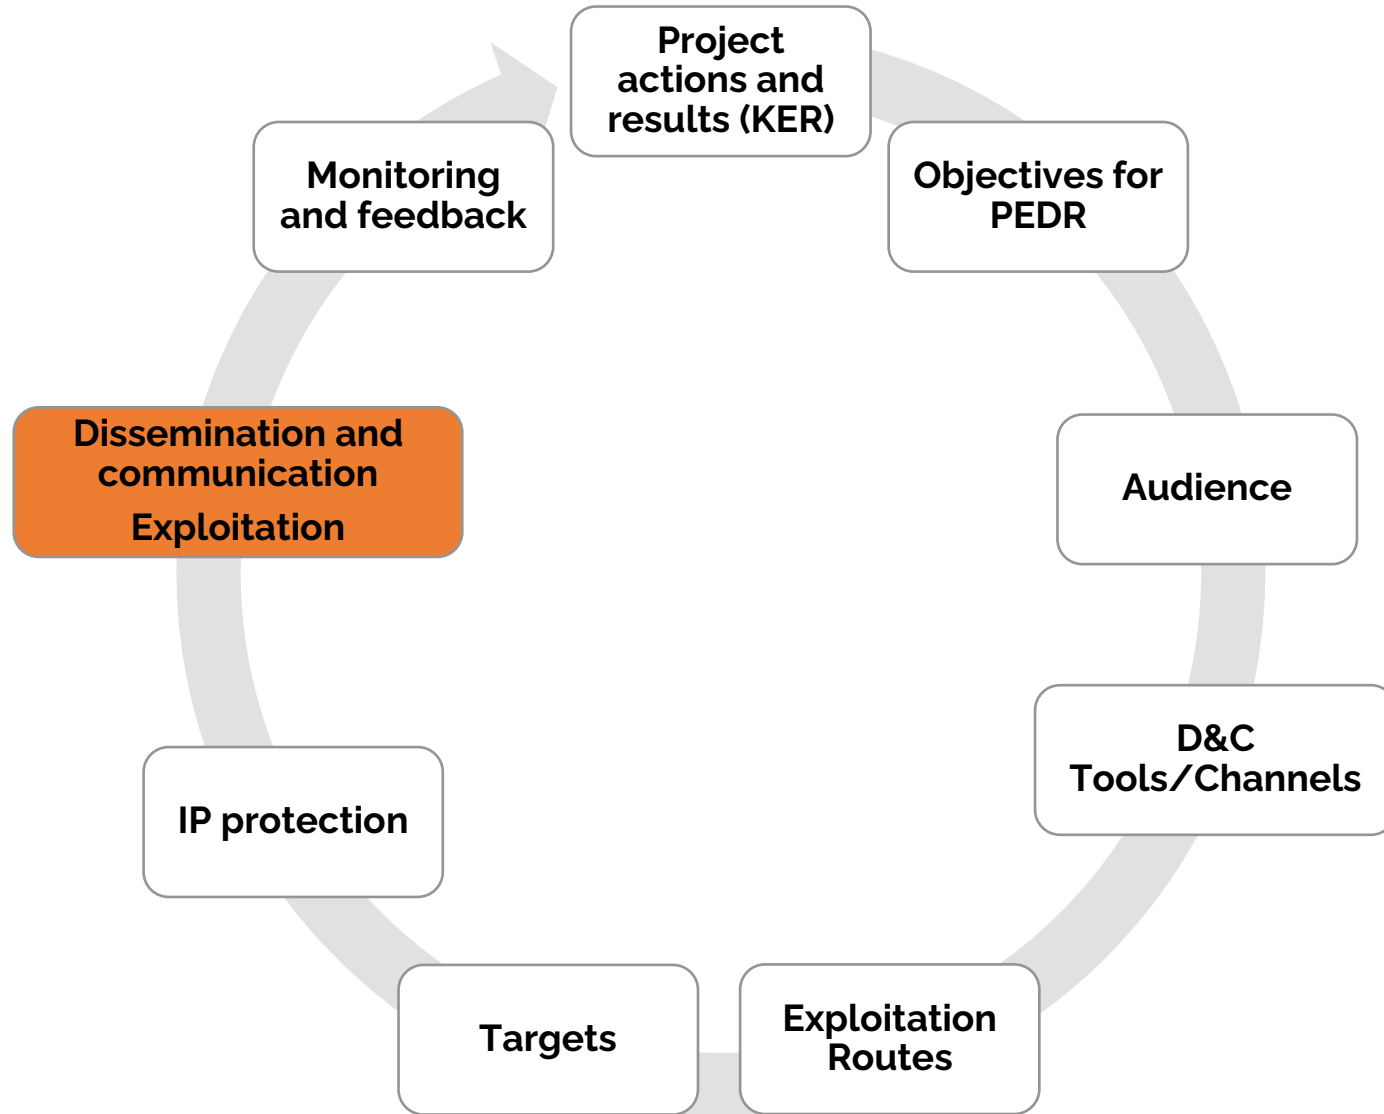 Project
actions and
results (KER)
Objectives for
PEDR
Audience
D&C
Tools/Channels
Exploitation
Routes
Targets
IP protection
Dissemination and
communication
Exploitation
Monitoring
and feedback